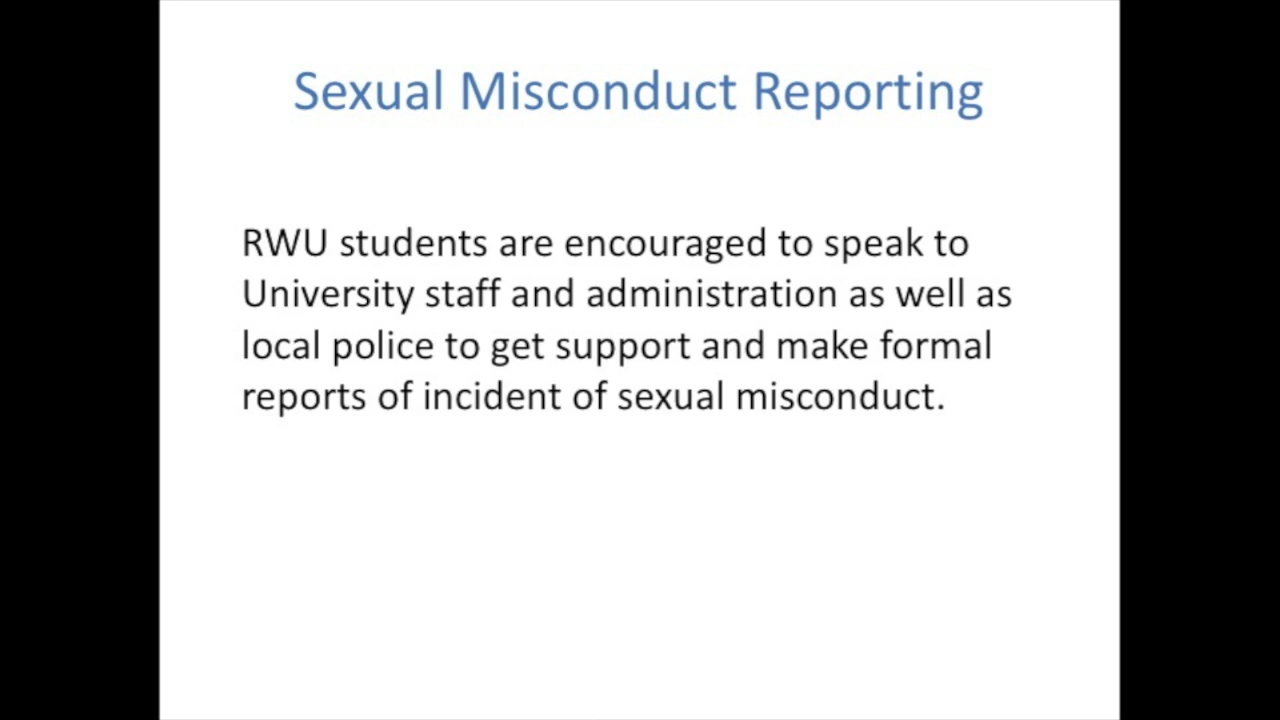 Sexual Misconduct Reporting
RWU students are encouraged to speak to
University staff and administration as well as
local police to get support and make formal
reports of incident of sexual misconduct.